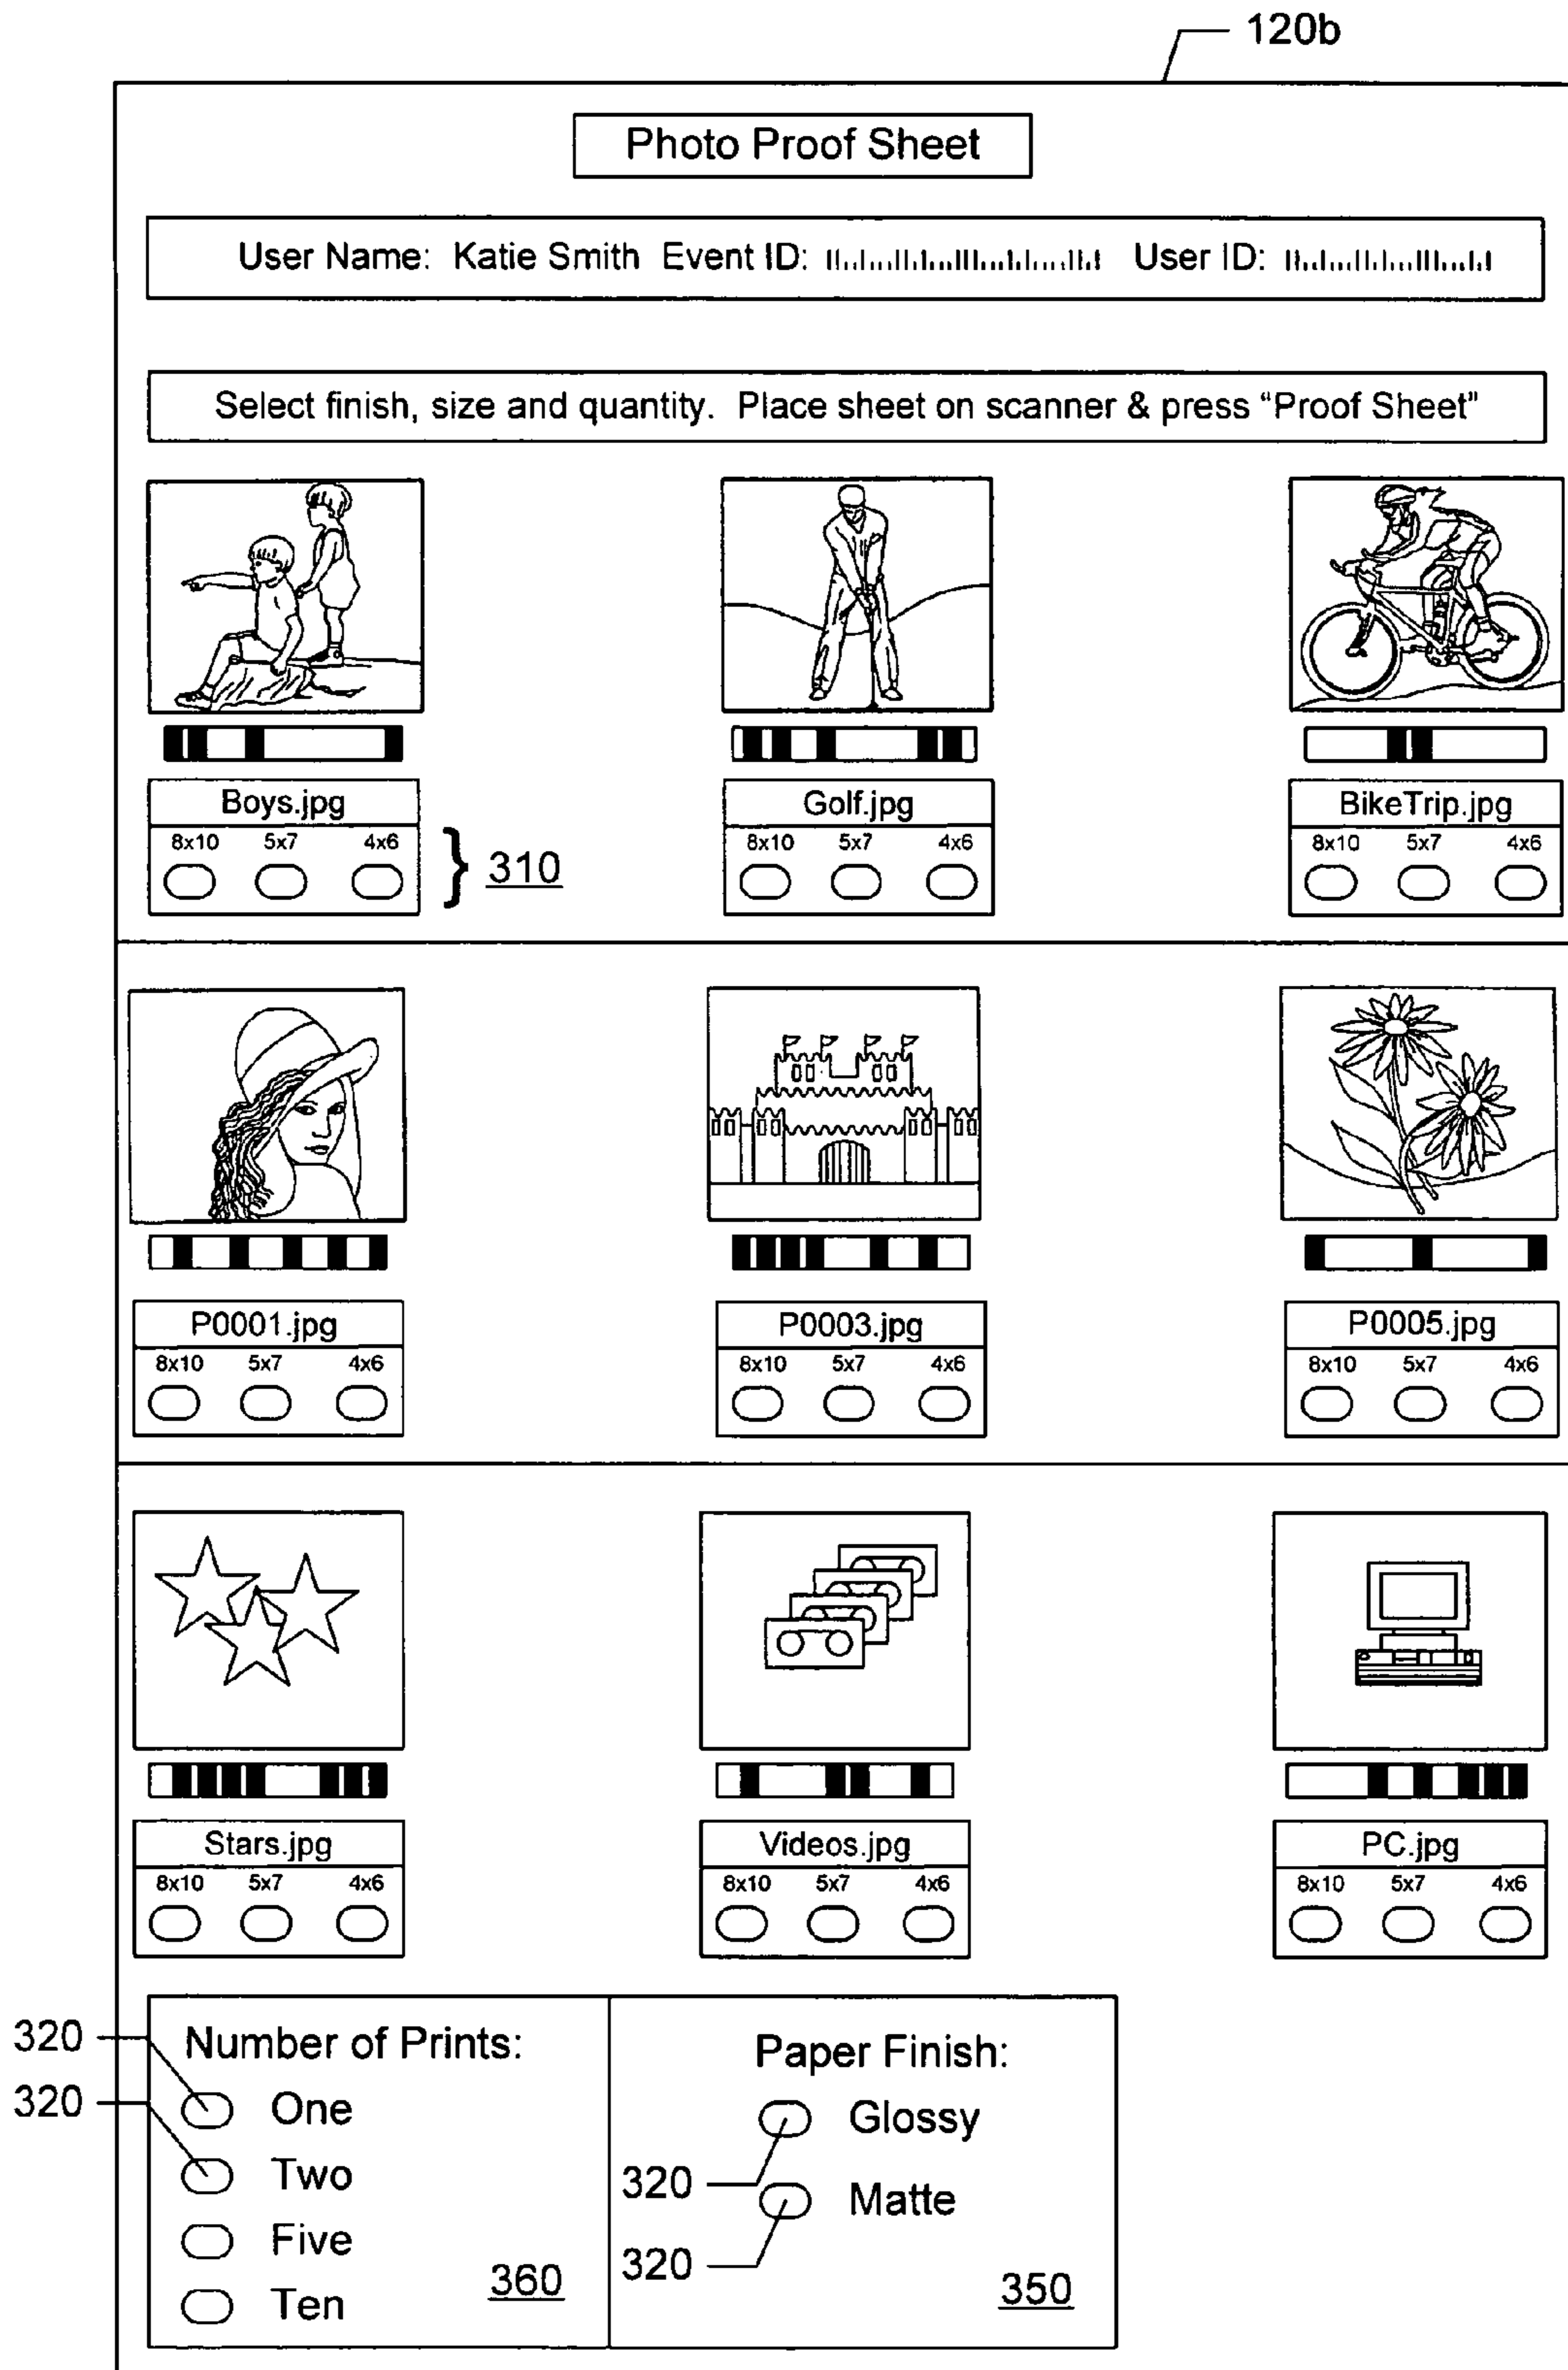 120b
Photo Proof Sheet
User Name: Katie Smith Event ID: User ID:
Select finish, size and quantity. Place sheet on scanner & press “Proof Sheet”
Boys.jpg Golf.jpg BikeTrip.jpg
8x10 5x7 4x6 8x10 5x7 4x6 8x10 5x7 4x6
} 310
P0001.jpg P0003.jpg P0005.jpg
8x10 5x7 4x6 8x10 5x7 4x6 8x10 5x7 4x6
Stars.jpg Videos.jpg PC.jpg
8x10 5x7 4x6 8x10 5x7 4x6 8x10 5x7 4x6
320 Number of Prints: Paper Finish:
320 One Glossy
Two 320 Matte
Five 320
Ten 360 350